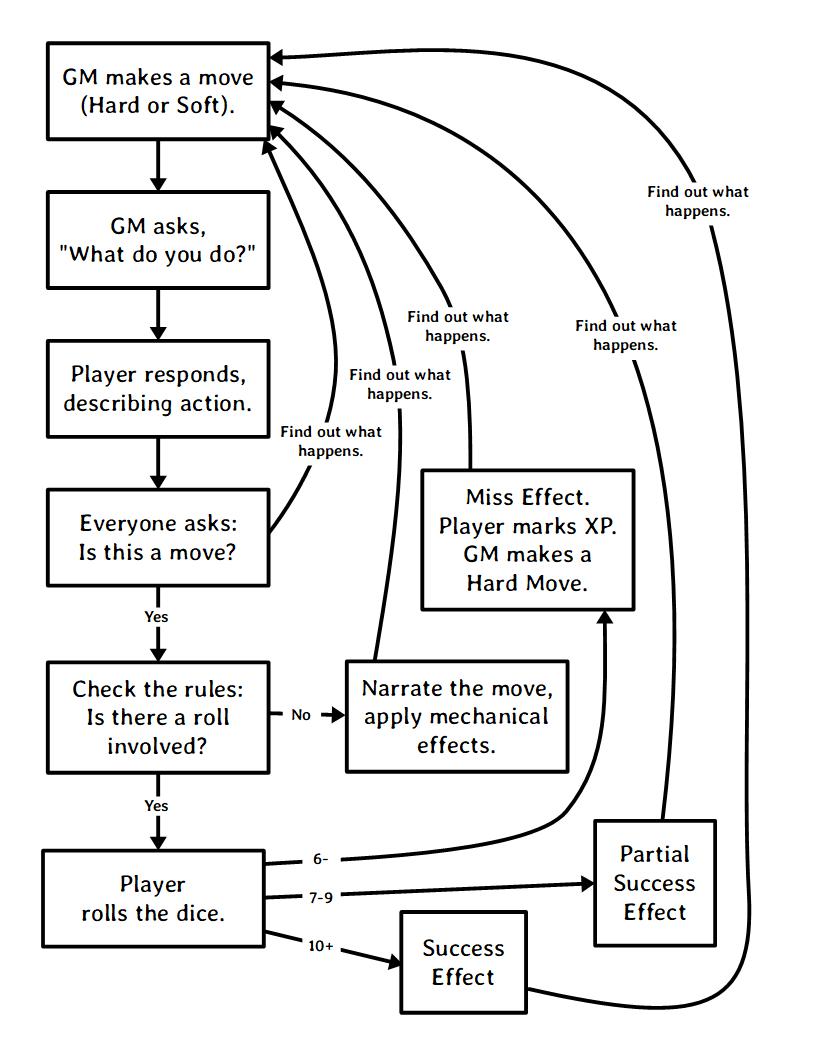 GM makes a move
(Hard or Soft).
Find out what
happens.
GM asks,
"What do you do?"
Find out what
happens.
Find out what
happens.
Player responds,
describing action.
Find out what
happens.
Find out what
happens.
Everyone asks:
Is this a move?
Miss Effect.
Player marks XP.
GM makes a
Hard Move.
Yes
Check the rules:
Is there a roll
involved?
No
Narrate the move,
apply mechanical
effects.
Yes
Player
rolls the dice.
6-
7-9
10+
Partial
Success
Effect
Success
Effect